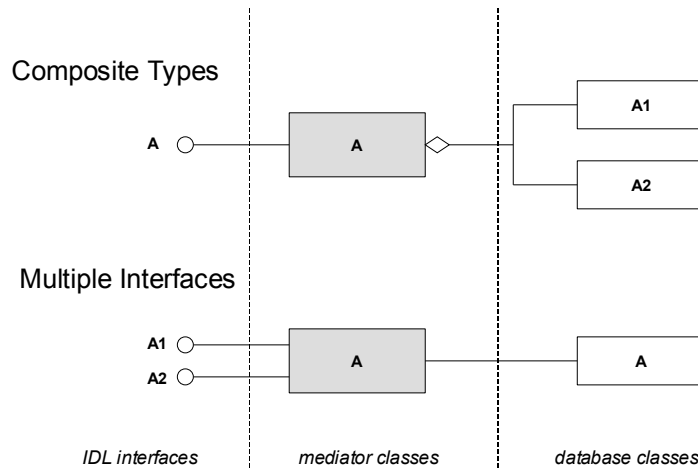 Composite Types
A1
A
A
A2
Multiple Interfaces
A1
A
A
A2
IDL interfaces
mediator classes
database classes